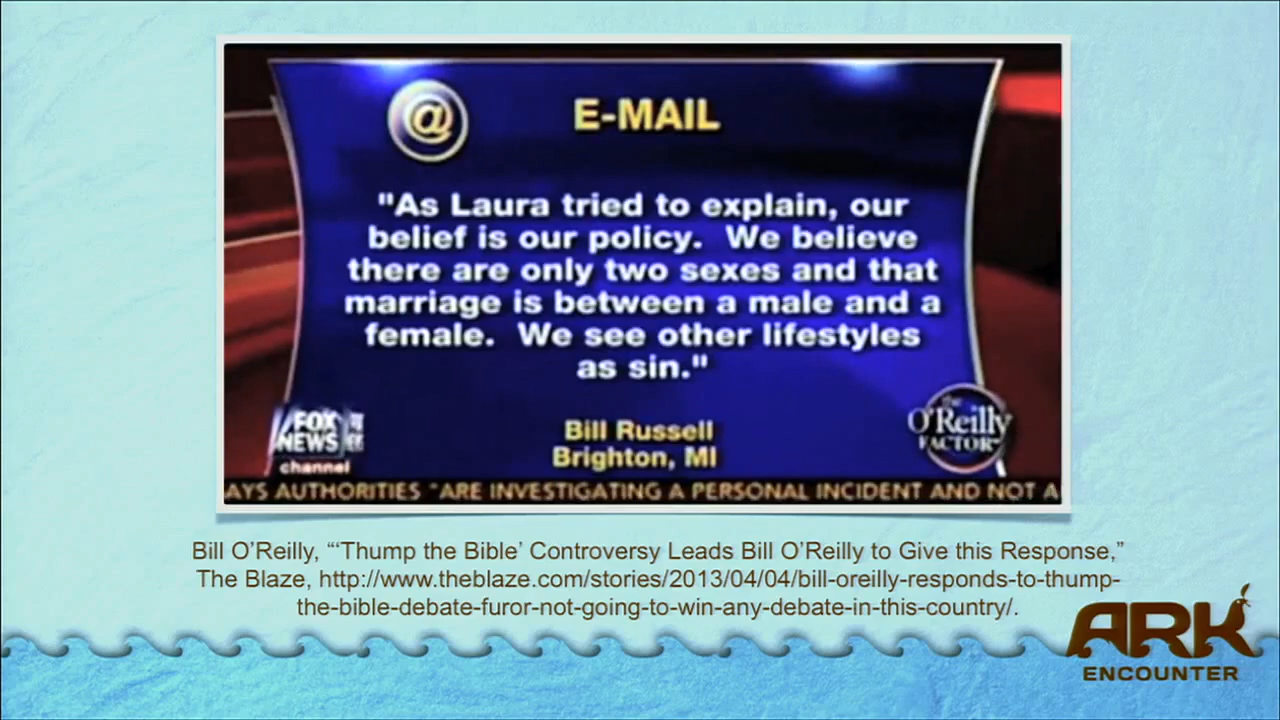 @ E-MAIL
"As Laura tried to explain, our
belief is our policy. We believe
there are only two sexes and that
marriage is between a male and a
female. We see other lifestyles
as sin."
Bill Russell
Brighton, MI
FOX
NEWS
channel
the
O'Reilly
FACTOR
AYS AUTHORITIES "ARE INVESTIGATING A PERSONAL INCIDENT AND NOT A
Bill O’Reilly, “‘Thump the Bible’ Controversy Leads Bill O’Reilly to Give this Response,”
The Blaze, http://www.theblaze.com/stories/2013/04/04/bill-oreilly-responds-to-thump-
the-bible-debate-furor-not-going-to-win-any-debate-in-this-country/.
ARK
ENCOUNTER